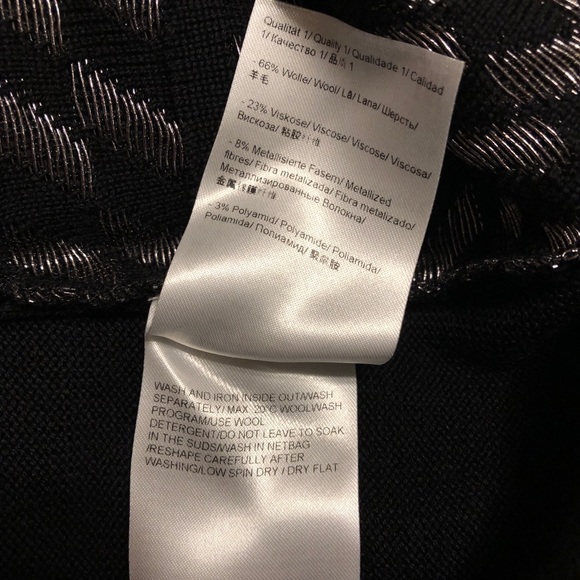 Qualität 1/ Quality 1/ Qualidade 1/ Calidad
1/ Качество 1/ 品质 1
- 66% Wolle/ Wool/ Lã/ Lana/ Шерсть/
羊毛
- 23% Viskose/ Viscose/ Viscose/ Viscosa/
Вискоза/ 粘胶纤维
- 8% Metallisierte Fasern/ Metallized
fibres/ Fibra metalizada/ Fibra metalizado/
Металлизированные Волокна/
金属 纤维
- 3% Polyamid/ Polyamide/ Poliamida/
Poliamida/ Полиамид/ 聚酰胺
WASH AND IRON INSIDE OUT/WASH
SEPARATELY/ MAX. 20°C WOOLWASH
PROGRAM/USE WOOL
DETERGENT/DO NOT LEAVE TO SOAK
IN THE SUDS/WASH IN NETBAG
/RESHAPE CAREFULLY AFTER
WASHING/LOW SPIN DRY / DRY FLAT